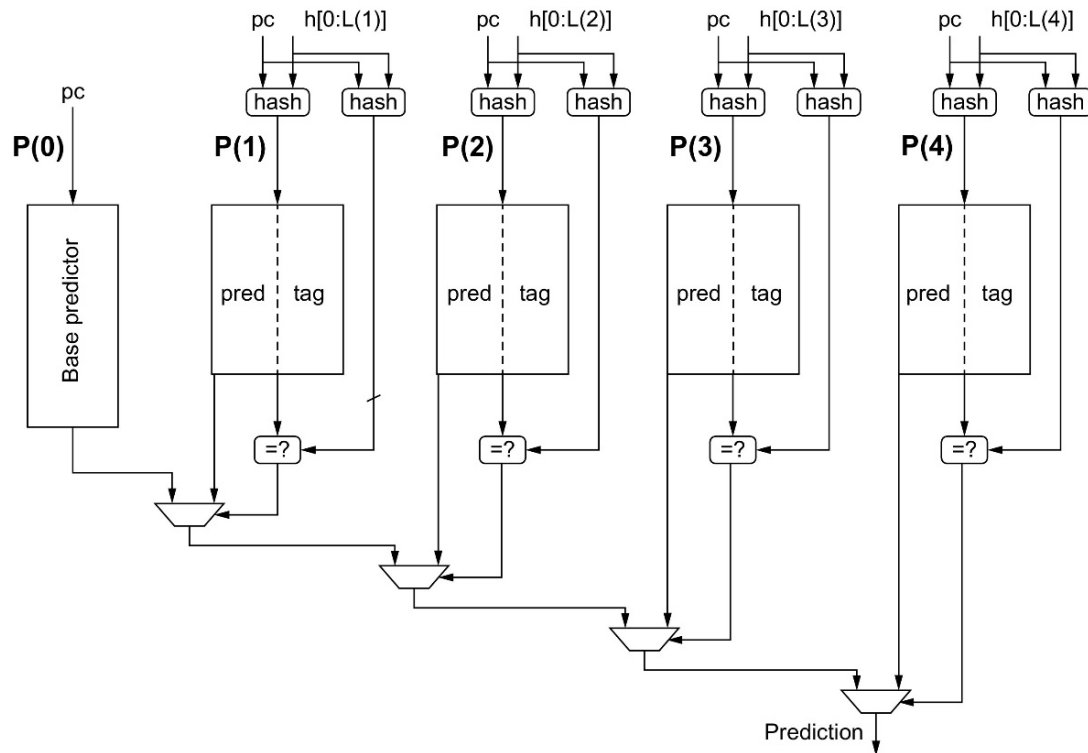 pc h[0:L(1)] pc h[0:L(2)] pc h[0:L(3)] pc h[0:L(4)]
hash hash hash hash hash hash hash hash
pc
P(0) P(1) P(2) P(3) P(4)
Base predictor
pred tag pred tag pred tag pred tag
=? =? =? =?
Prediction